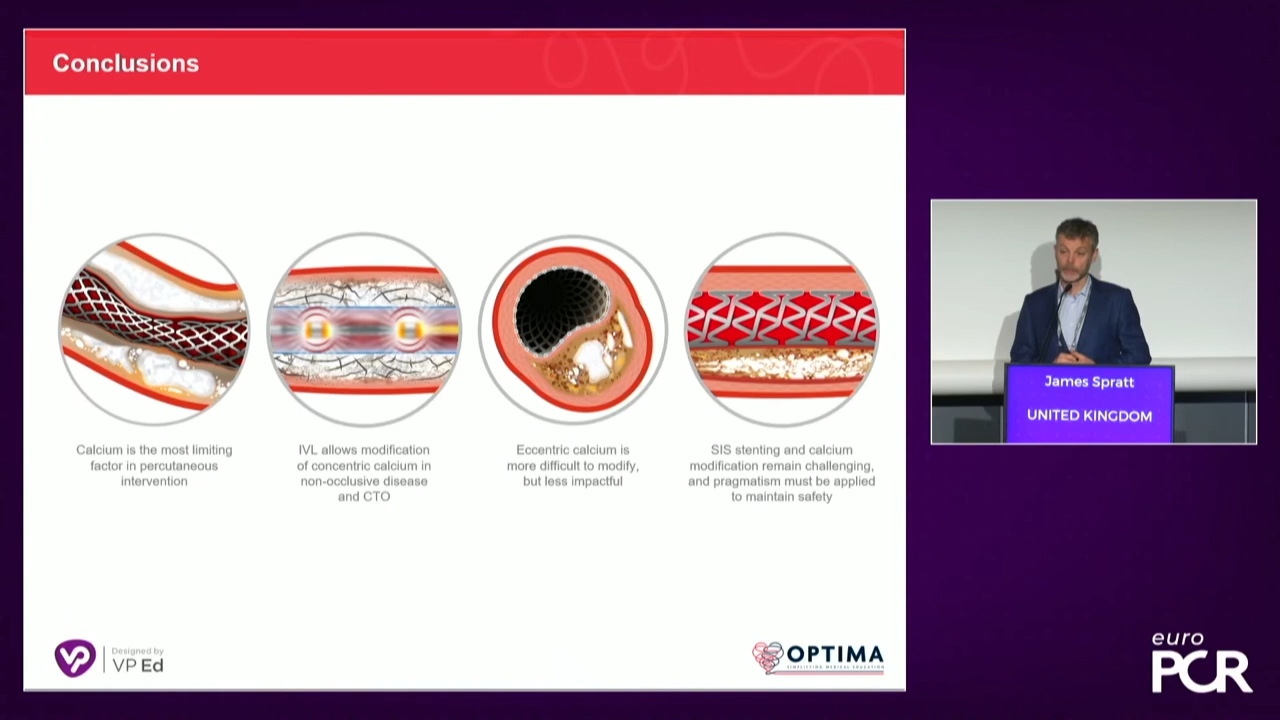 Conclusions
Calcium is the most limiting
factor in percutaneous
intervention
IVL allows modification
of concentric calcium in
non-occlusive disease
and CTO
Eccentric calcium is
more difficult to modify,
but less impactful
SIS stenting and calcium
modification remain challenging,
and pragmatism must be applied
to maintain safety
Designed by
VP Ed
OPTIMA
SIMPLIFYING MEDICAL EDUCATION
James Spratt
UNITED KINGDOM
euro
PCR